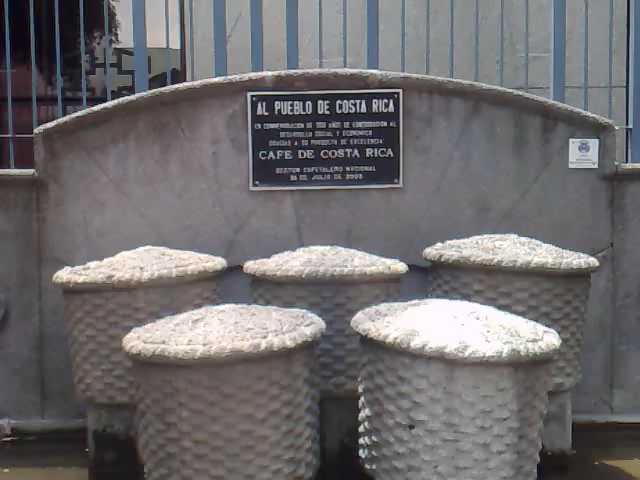 AL PUEBLO DE COSTA RICA
EN CONMEMORACION DE AÑOS DE CONTRIBUCION AL
DESARROLLO SOCIAL Y ECONOMICO
GRACIAS A SU PRODUCTO DE EXCELENCIA
CAFE DE COSTA RICA
SECTOR CAFETALERO NACIONAL
DE JULIO DE